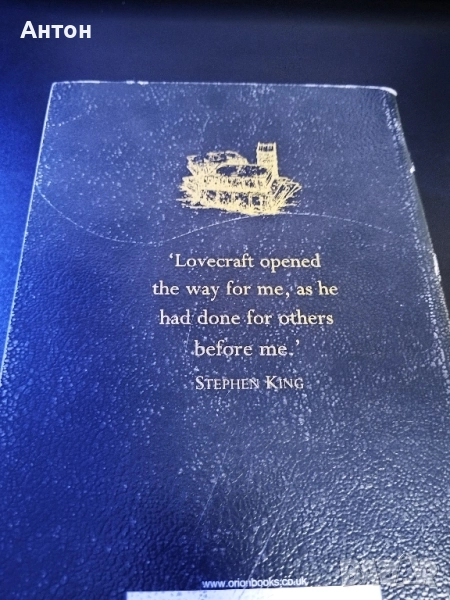 Антон
‘Lovecraft opened
the way for me, as he
had done for others
before me.’
STEPHEN KING
www.orionbooks.co.uk